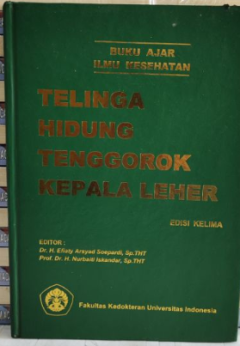 BUKU AJAR
ILMU KESEHATAN
TELINGA
HIDUNG
TENGGOROK
KEPALA LEHER
EDISI KELIMA
EDITOR :
Dr. H. Efiaty Arsyad Soepardi, Sp.THT
Prof. Dr. H. Nurbaiti Iskandar, Sp.THT
Fakultas Kedokteran Universitas Indonesia